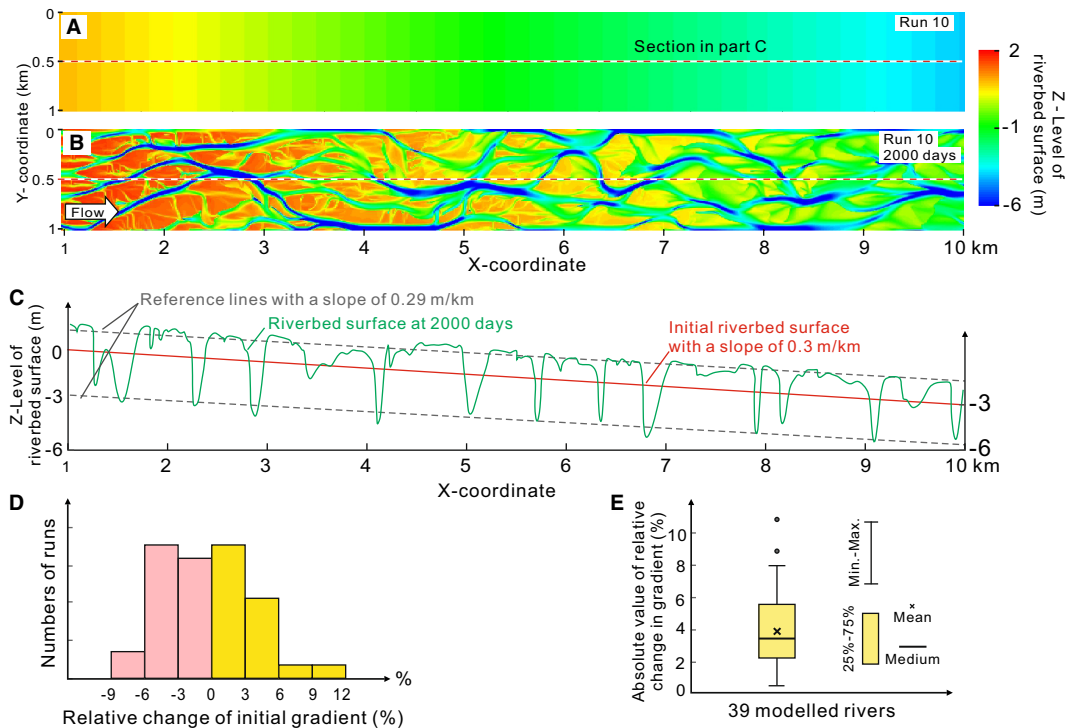 A
Run 10
Section in part C
0
0.5
1
Y- coordinate (km)
B
Run 10
2000 days
Flow
0
0.5
1
1 2 3 4 5 6 7 8 9 10 km
X-coordinate
2
-1
-6
Z - Level of
riverbed surface (m)
C
Reference lines with a slope of 0.29 m/km
Riverbed surface at 2000 days
Initial riverbed surface
with a slope of 0.3 m/km
Z-Level of
riverbed surface (m)
0
-3
-6
-3
-6
1 2 3 4 5 6 7 8 9 10 km
X-coordinate
D
Numbers of runs
-9 -6 -3 0 3 6 9 12 %
Relative change of initial gradient (%)
E
Absolute value of relative
change in gradient (%)
10
8
6
4
2
0
39 modelled rivers
Min.-Max.
25%-75%
Mean
Medium